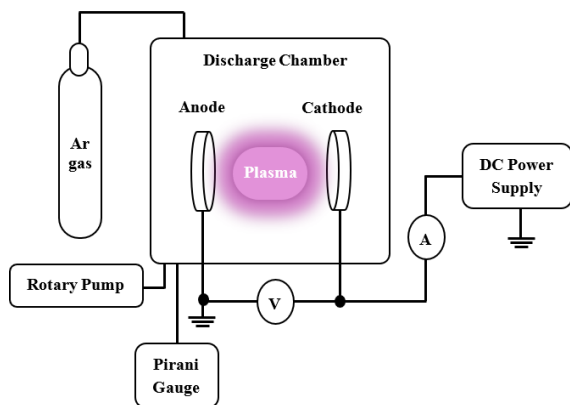 Discharge Chamber
Anode
Cathode
Ar
gas
Plasma
DC Power
Supply
A
Rotary Pump
V
Pirani
Gauge